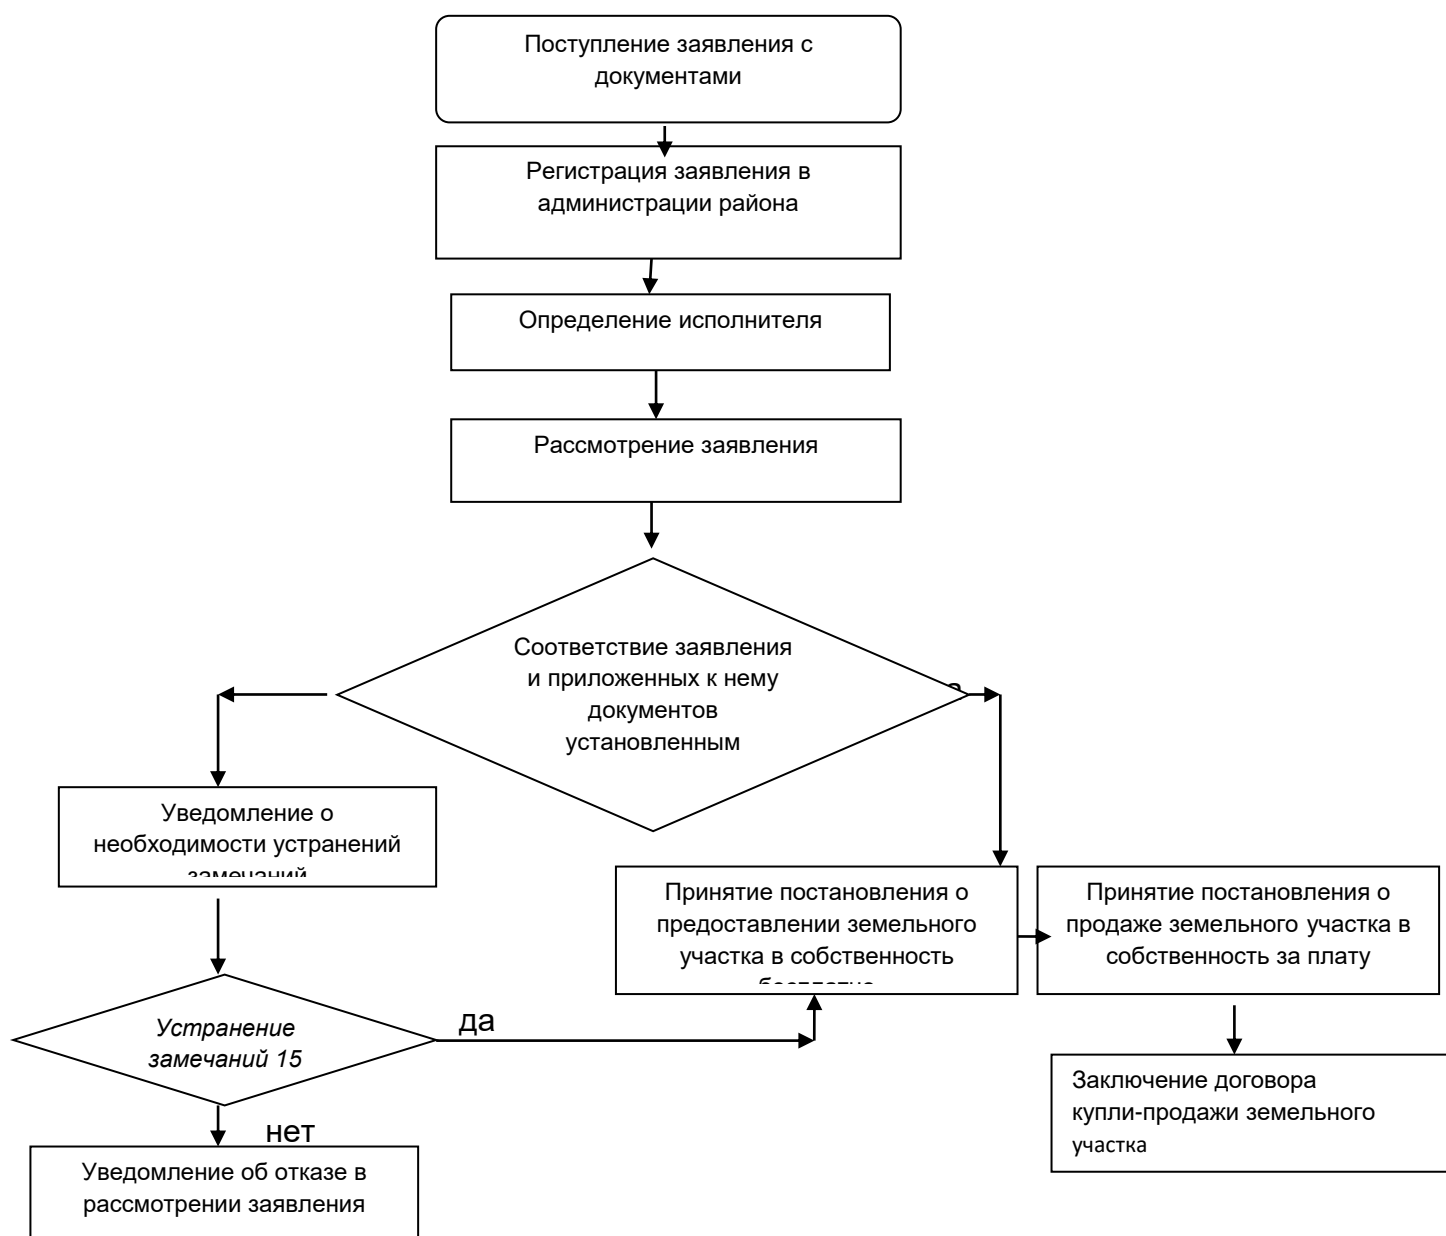 Поступление заявления с
документами
Регистрация заявления в
администрации района
Определение исполнителя
Рассмотрение заявления
Соответствие заявления
и приложенных к нему
документов
установленным
Уведомление о
необходимости устранений
замечаний
Принятие постановления о
предоставлении земельного
участка в собственность
бесплатно
Принятие постановления о
продаже земельного участка в
собственность за плату
Устранение
замечаний 15
да
нет
Заключение договора
купли-продажи земельного
участка
Уведомление об отказе в
рассмотрении заявления